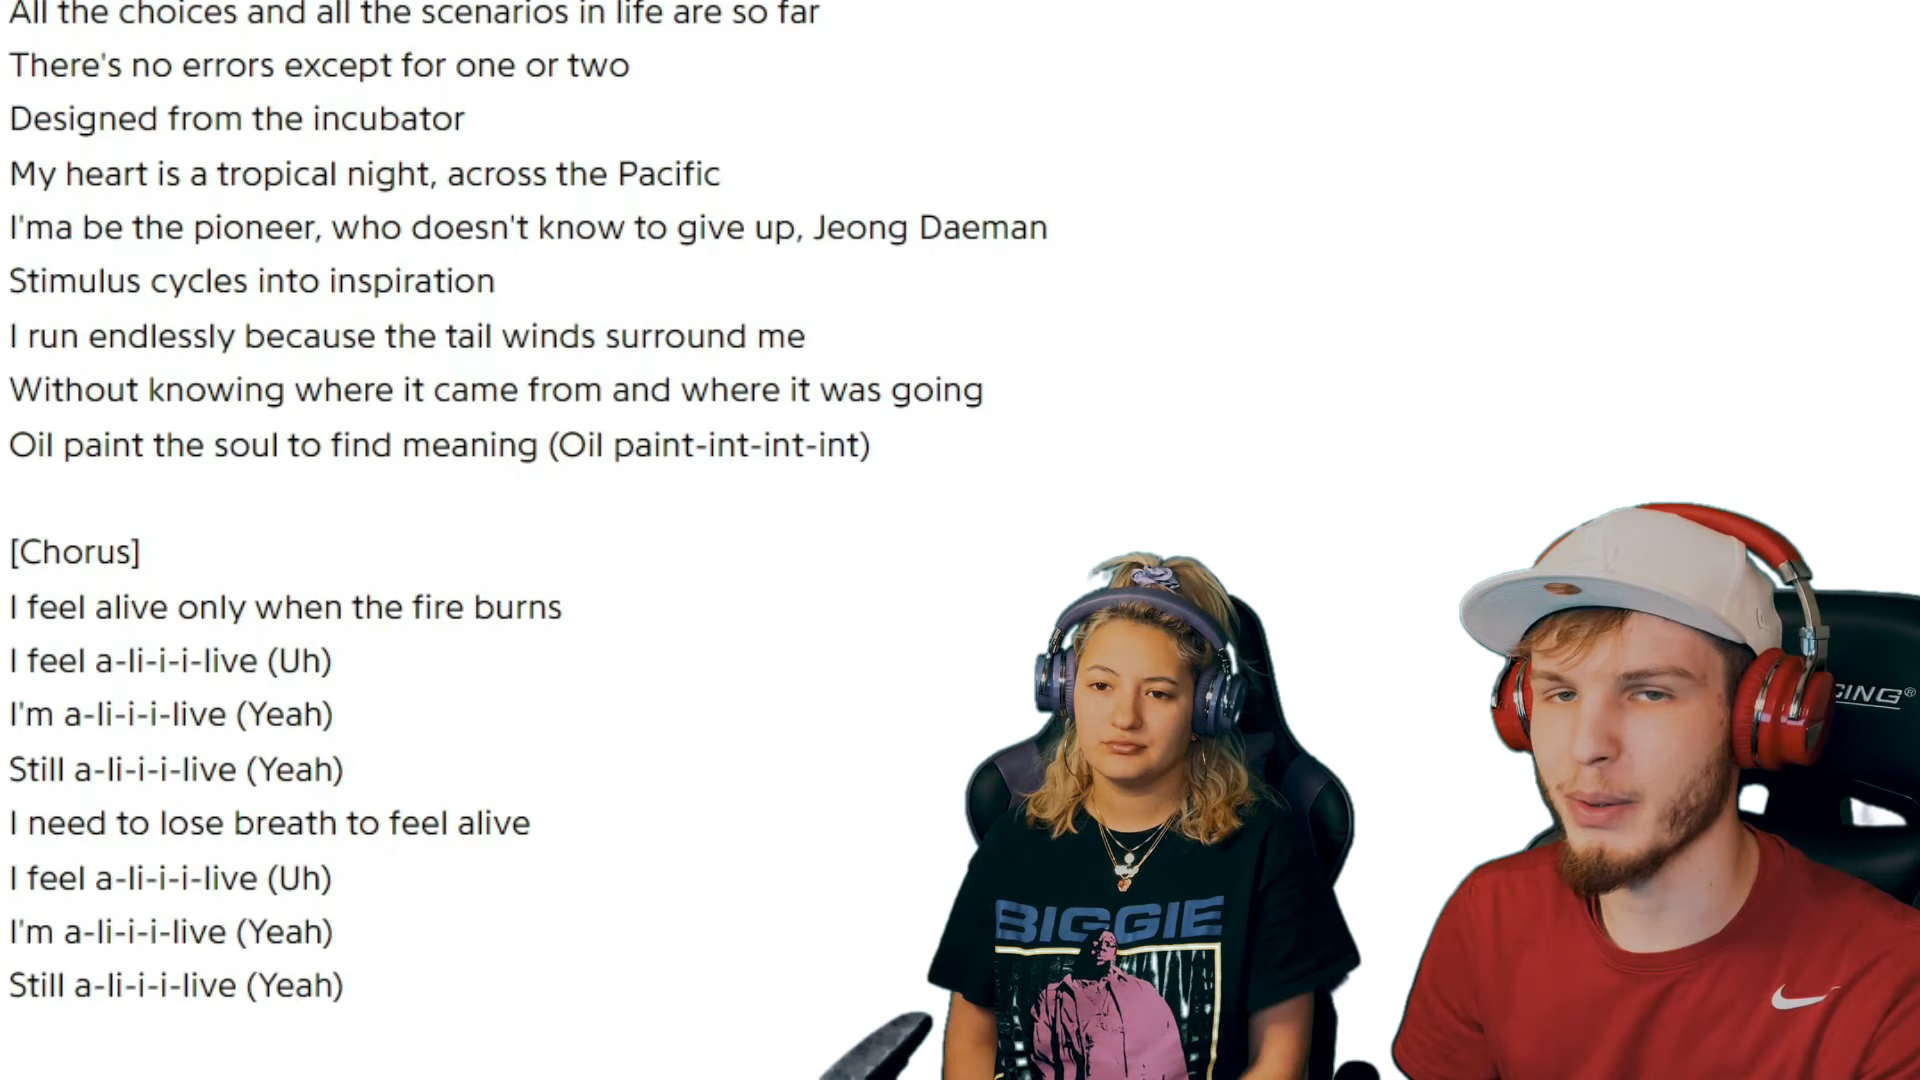 All the choices and all the scenarios in life are so far
There's no errors except for one or two
Designed from the incubator
My heart is a tropical night, across the Pacific
I'ma be the pioneer, who doesn't know to give up, Jeong Daeman
Stimulus cycles into inspiration
I run endlessly because the tail winds surround me
Without knowing where it came from and where it was going
Oil paint the soul to find meaning (Oil paint-int-int-int)
[Chorus]
I feel alive only when the fire burns
I feel a-li-i-i-live (Uh)
I'm a-li-i-i-live (Yeah)
Still a-li-i-i-live (Yeah)
I need to lose breath to feel alive
I feel a-li-i-i-live (Uh)
I'm a-li-i-i-live (Yeah)
Still a-li-i-i-live (Yeah)
BIGGIE